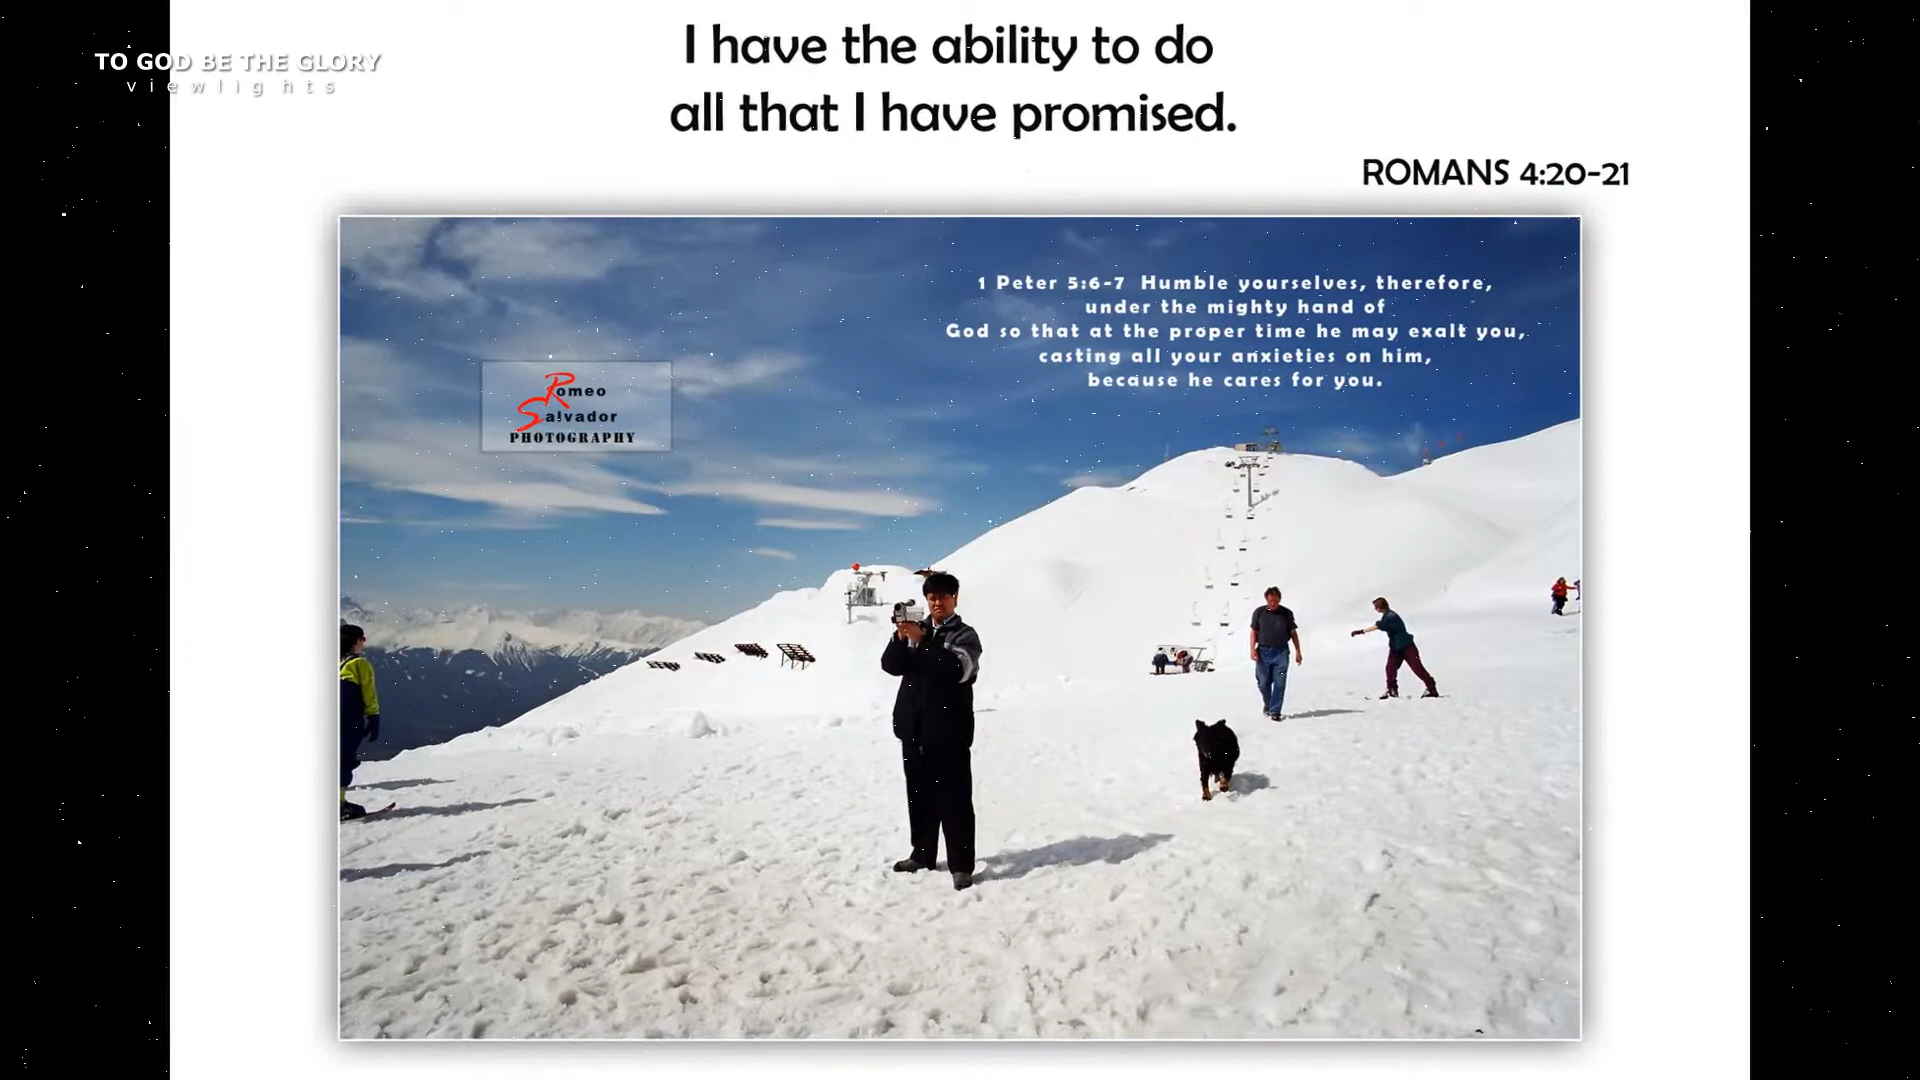 TO GOD BE THE GLORY
viewlights
I have the ability to do
all that I have promised.
ROMANS 4:20-21
1 Peter 5:6-7 Humble yourselves, therefore,
under the mighty hand of
God so that at the proper time he may exalt you,
casting all your anxieties on him,
because he cares for you.
Romeo
Salvador
PHOTOGRAPHY